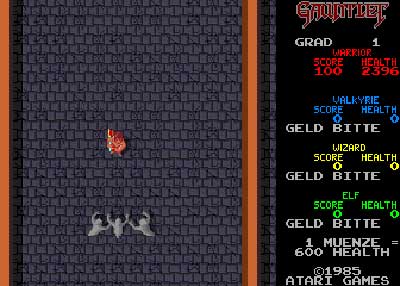 GAUNTLET
GRAD 1
WARRIOR
SCORE HEALTH
100 2396
VALKYRIE
SCORE HEALTH
0 0
GELD BITTE
WIZARD
SCORE HEALTH
0 0
GELD BITTE
ELF
SCORE HEALTH
0 0
GELD BITTE
1 MUENZE =
600 HEALTH
©1985
ATARI GAMES